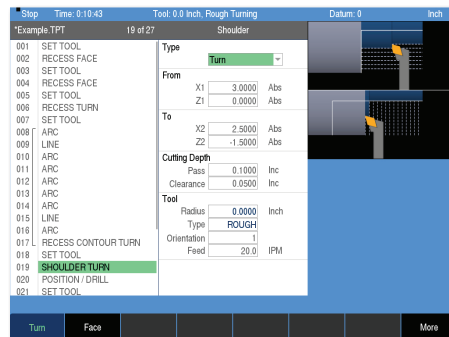 Stop Time: 0:10:43 Tool: 0.0 Inch, Rough Turning Datum: 0 Inch
*Example.TPT 19 of 27 Shoulder
001 SET TOOL
002 RECESS FACE
003 SET TOOL
004 RECESS FACE
005 SET TOOL
006 RECESS TURN
007 SET TOOL
008 ARC
009 LINE
010 ARC
011 ARC
012 ARC
013 ARC
014 ARC
015 LINE
016 ARC
017 RECESS CONTOUR TURN
018 SET TOOL
019 SHOULDER TURN
020 POSITION / DRILL
021 SET TOOL
Type
Turn
From
X1 3.0000 Abs
Z1 0.0000 Abs
To
X2 2.5000 Abs
Z2 -1.5000 Abs
Cutting Depth
Pass 0.1000 Inc
Clearance 0.0500 Inc
Tool
Radius 0.0000 Inch
Type ROUGH
Orientation 1
Feed 20.0 IPM
Turn Face More